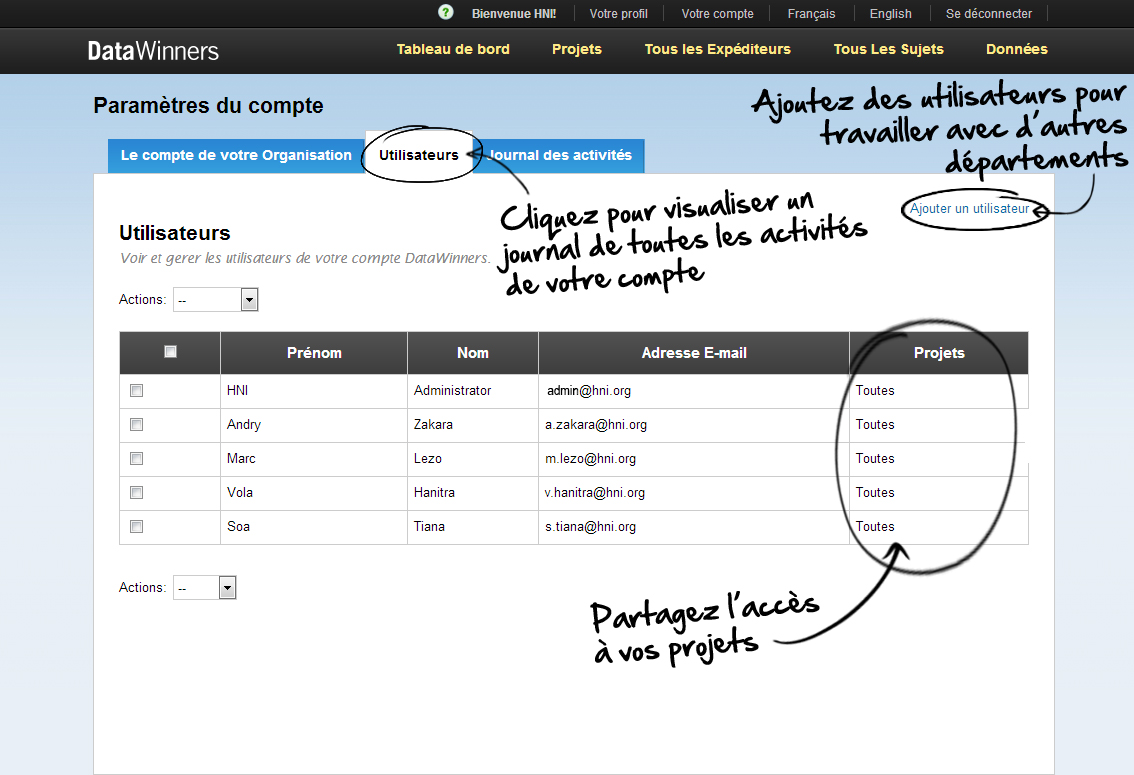 ? Bienvenue HNI! Votre profil Votre compte Français English Se déconnecter
DataWinners Tableau de bord Projets Tous les Expéditeurs Tous Les Sujets Données
Paramètres du compte
Ajoutez des utilisateurs pour
travailler avec d'autres
départements
Le compte de votre Organisation Utilisateurs Journal des activités
Ajouter un utilisateur
Cliquez pour visualiser un
journal de toutes les activités
de votre compte
Utilisateurs
Voir et gerer les utilisateurs de votre compte DataWinners.
Actions: --
Prénom Nom Adresse E-mail Projets
HNI Administrator admin@hni.org Toutes
Andry Zakara a.zakara@hni.org Toutes
Marc Lezo m.lezo@hni.org Toutes
Vola Hanitra v.hanitra@hni.org Toutes
Soa Tiana s.tiana@hni.org Toutes
Actions: --
Partagez l'accès
à vos projets